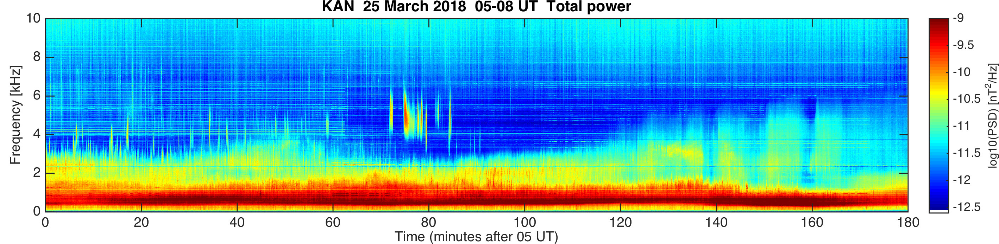 KAN 25 March 2018 05-08 UT Total power
Frequency [kHz]
10
8
6
4
2
0
0 20 40 60 80 100 120 140 160 180
Time (minutes after 05 UT)
-9
-9.5
-10
-10.5
-11
-11.5
-12
-12.5
log10(PSD) [nT²/Hz]